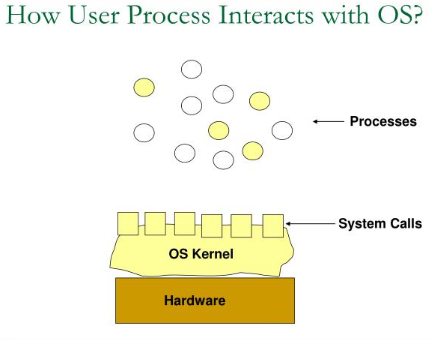 How User Process Interacts with OS?
Processes
System Calls
OS Kernel
Hardware